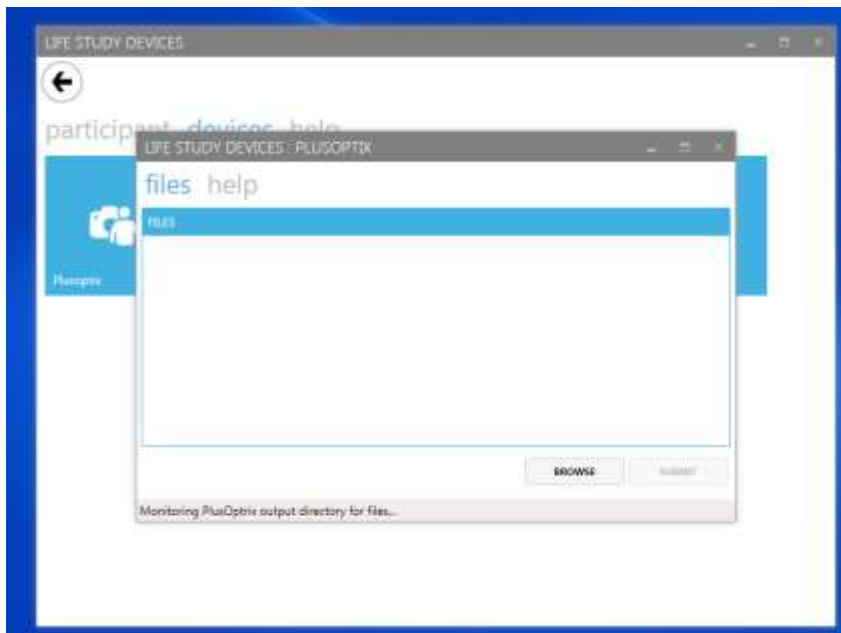 LIFE STUDY DEVICES
participant devices help
LIFE STUDY DEVICES : PLUSOPTIX
files help
FILES
Plusoptix
BROWSE
SUBMIT
Monitoring PlusOptrix output directory for files...